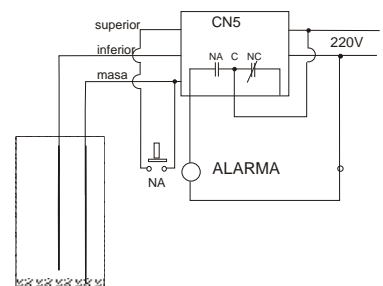 superior
CN5
inferior
220V
NA C NC
masa
ALARMA
NA